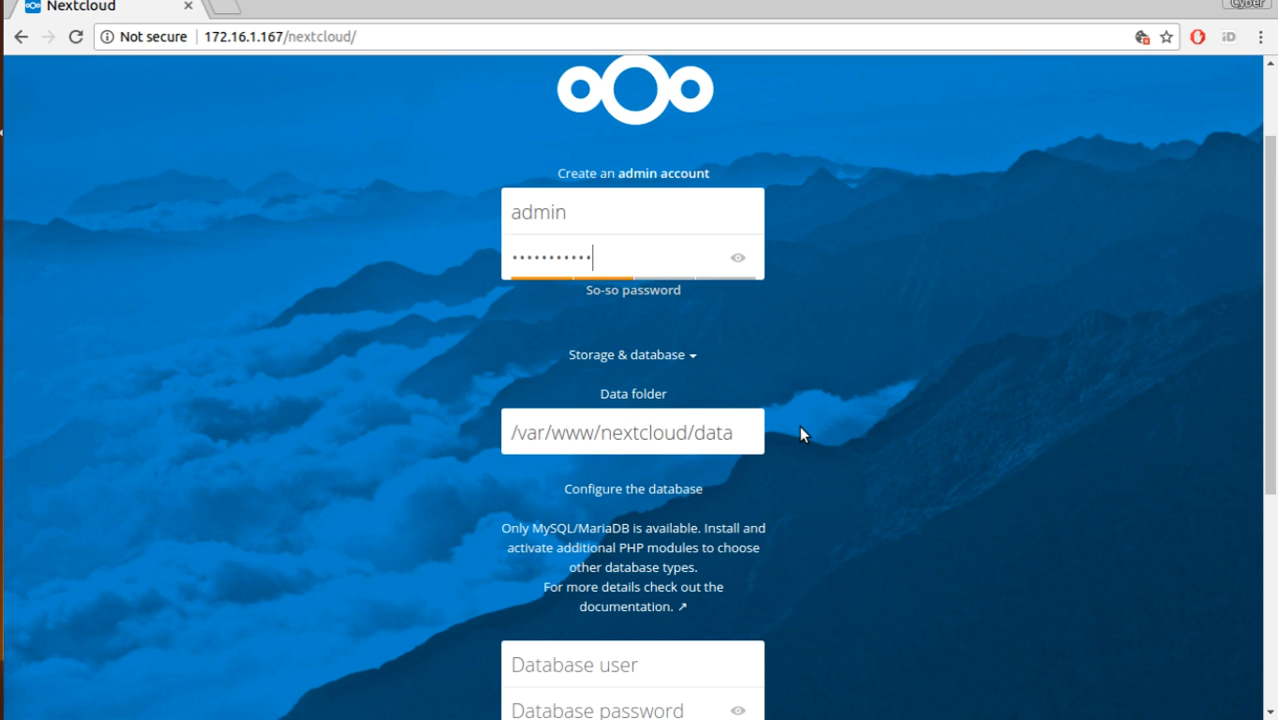 Nextcloud
Cyber
Not secure 172.16.1.167/nextcloud/
iD
Create an admin account
admin
•••••••••••
So-so password
Storage & database
Data folder
/var/www/nextcloud/data
Configure the database
Only MySQL/MariaDB is available. Install and
activate additional PHP modules to choose
other database types.
For more details check out the
documentation. ↗
Database user
Database password